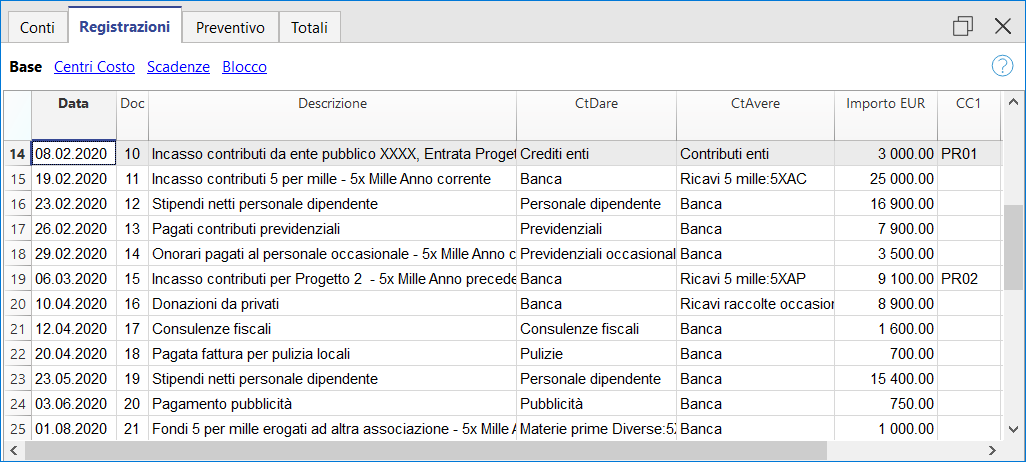 Conti Registrazioni Preventivo Totali
Base Centri Costo Scadenze Blocco ?
Data Doc Descrizione CtDare CtAvere Importo EUR CC1
14 08.02.2020 10 Incasso contributi da ente pubblico XXXX, Entrata Proget Crediti enti Contributi enti 3 000.00 PR01
15 19.02.2020 11 Incasso contributi 5 per mille - 5x Mille Anno corrente Banca Ricavi 5 mille:5XAC 25 000.00
16 23.02.2020 12 Stipendi netti personale dipendente Personale dipendente Banca 16 900.00
17 26.02.2020 13 Pagati contributi previdenziali Previdenziali Banca 7 900.00
18 29.02.2020 14 Onorari pagati al personale occasionale - 5x Mille Anno c Previdenziali occasional Banca 3 500.00
19 06.03.2020 15 Incasso contributi per Progetto 2 - 5x Mille Anno precede Banca Ricavi 5 mille:5XAP 9 100.00 PR02
20 10.04.2020 16 Donazioni da privati Banca Ricavi raccolte occasion 8 900.00
21 12.04.2020 17 Consulenze fiscali Consulenze fiscali Banca 1 600.00
22 20.04.2020 18 Pagata fattura per pulizia locali Pulizie Banca 700.00
23 23.05.2020 19 Stipendi netti personale dipendente Personale dipendente Banca 15 400.00
24 03.06.2020 20 Pagamento pubblicità Pubblicità Banca 750.00
25 01.08.2020 21 Fondi 5 per mille erogati ad altra associazione - 5x Mille A Materie prime Diverse:5X Banca 1 000.00